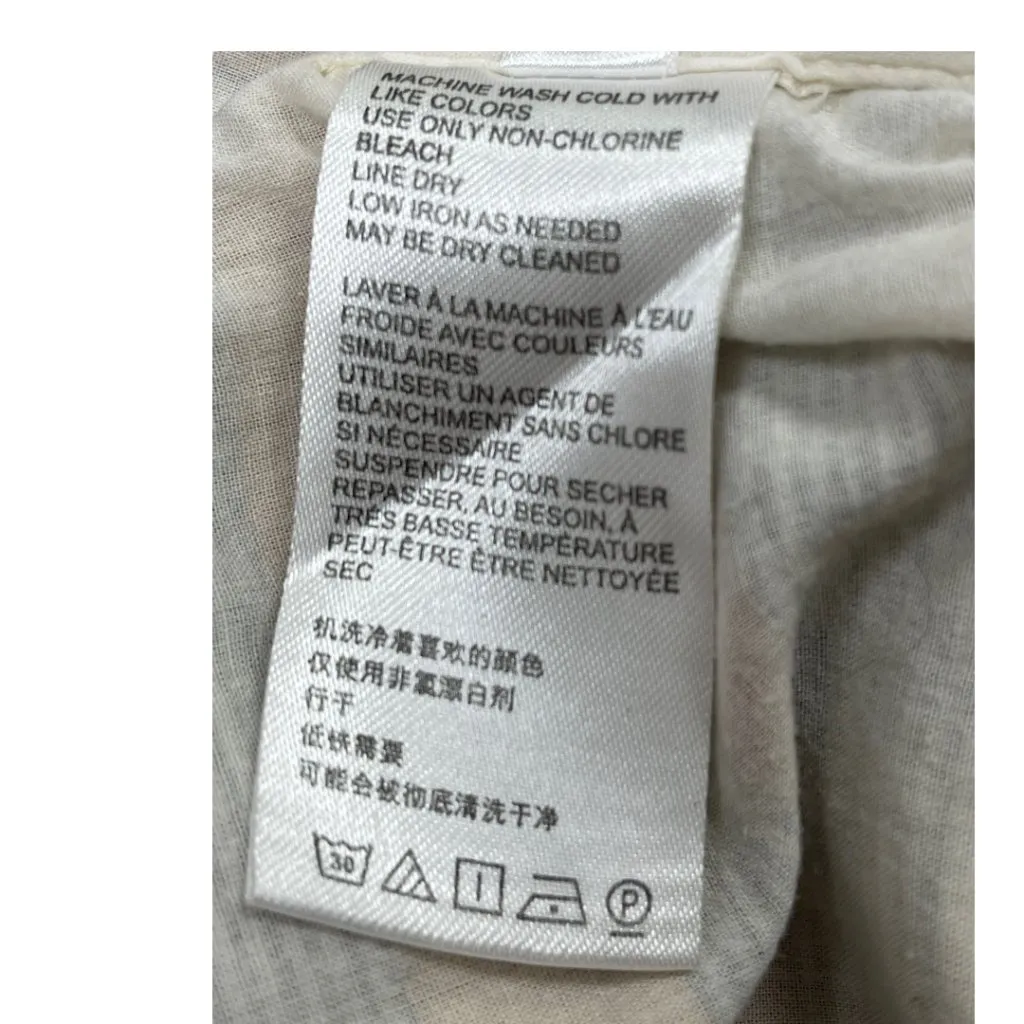 MACHINE WASH COLD WITH
LIKE COLORS
USE ONLY NON-CHLORINE
BLEACH
LINE DRY
LOW IRON AS NEEDED
MAY BE DRY CLEANED
LAVER À LA MACHINE À L'EAU
FROIDE AVEC COULEURS
SIMILAIRES
UTILISER UN AGENT DE
BLANCHIMENT SANS CHLORE
SI NÉCESSAIRE
SUSPENDRE POUR SECHER
REPASSER, AU BESOIN, À
TRÉS BASSE TEMPÉRATURE
PEUT-ÊTRE ÊTRE NETTOYÉE
SEC
机洗冷着喜欢的顏色
仅使用非氯漂白剂
行干
低铁需要
可能会被彻底清洗干净
30
P